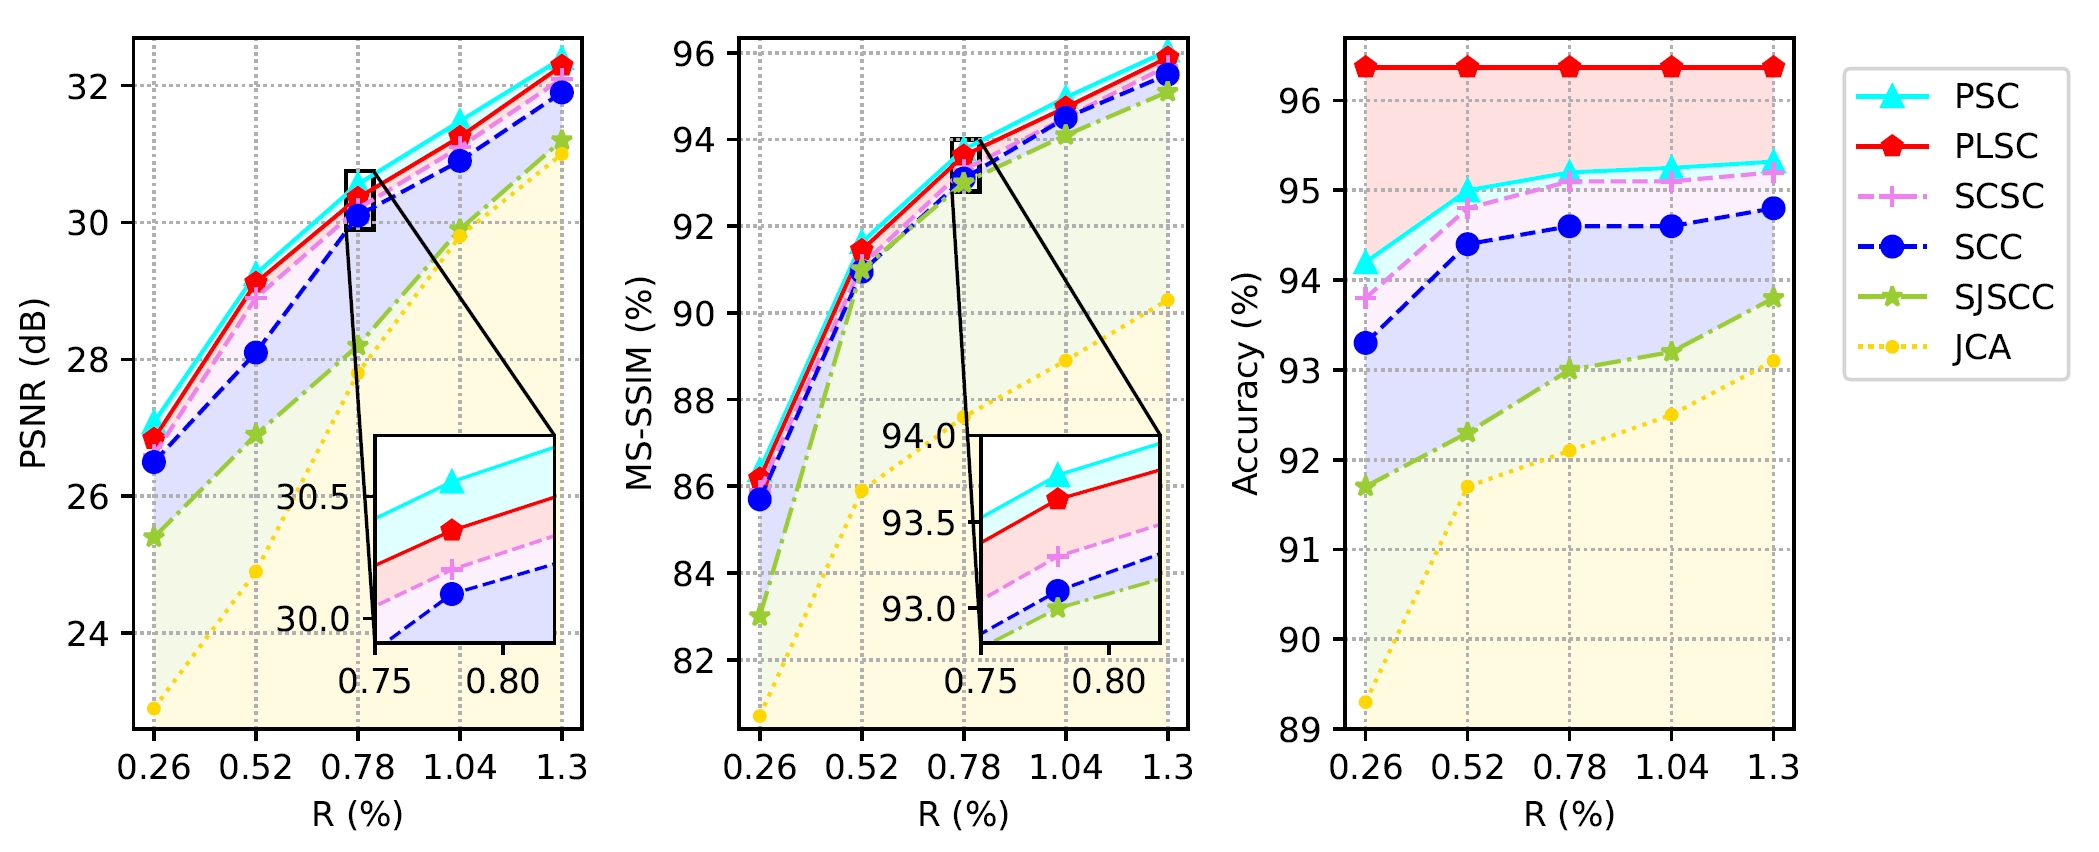 32
30
28
26
24
PSNR (dB)
30.5
30.0
0.75 0.80
0.26 0.52 0.78 1.04 1.3
R (%)
96
94
92
90
88
86
84
82
MS-SSIM (%)
94.0
93.5
93.0
0.75 0.80
0.26 0.52 0.78 1.04 1.3
R (%)
96
95
94
93
92
91
90
89
Accuracy (%)
0.26 0.52 0.78 1.04 1.3
R (%)
PSC
PLSC
SCSC
SCC
SJSCC
JCA